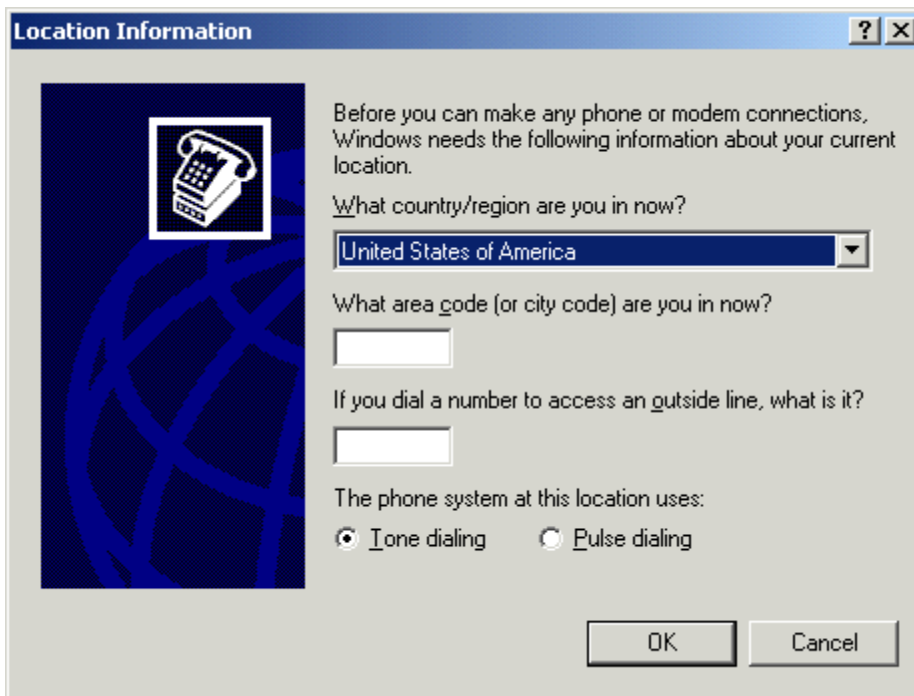 Location Information
Before you can make any phone or modem connections,
Windows needs the following information about your current
location.
What country/region are you in now?
United States of America
What area code (or city code) are you in now?
If you dial a number to access an outside line, what is it?
The phone system at this location uses:
Tone dialing Pulse dialing
OK Cancel